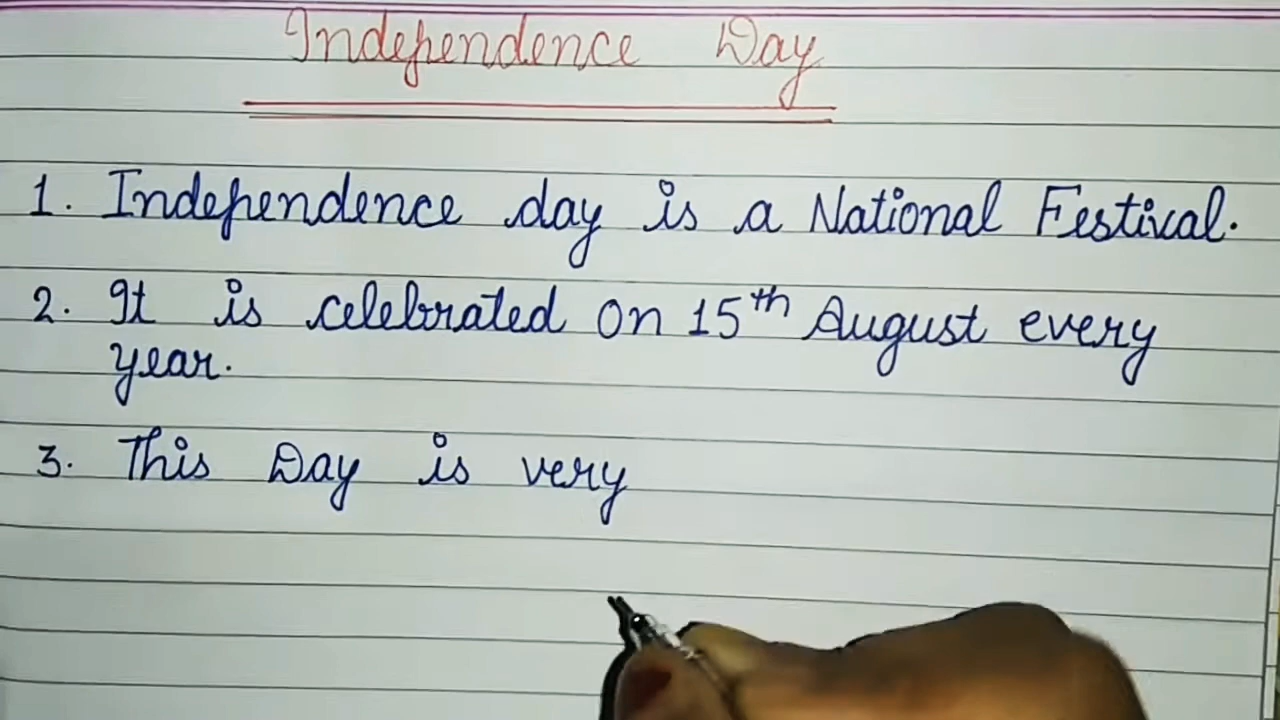 Independence Day
1. Independence day is a National Festival.
2. It is celebrated on 15th August every
year.
3. This Day is very